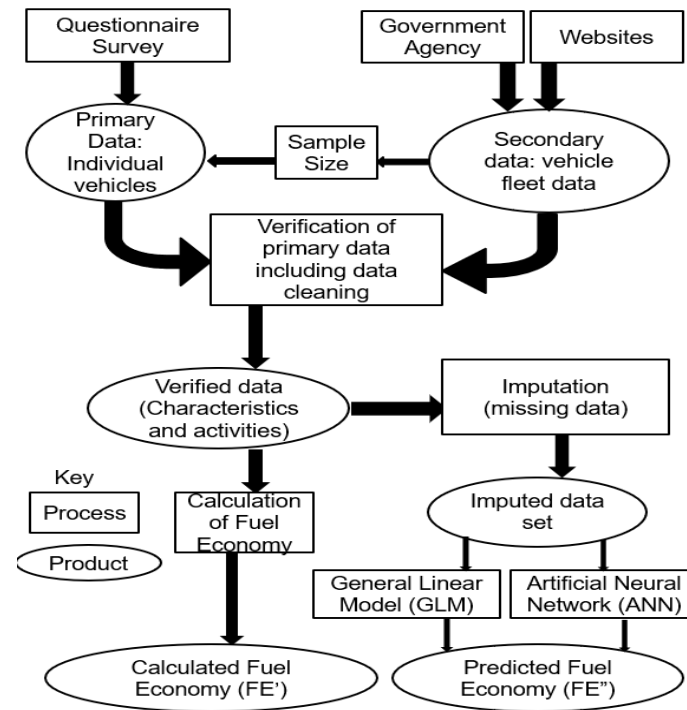 Questionnaire
Survey
Government
Agency
Websites
Primary
Data:
Individual
vehicles
Sample
Size
Secondary
data: vehicle
fleet data
Verification of
primary data
including data
cleaning
Verified data
(Characteristics
and activities)
Imputation
(missing data)
Key
Process
Product
Calculation
of Fuel
Economy
Imputed data
set
General Linear
Model (GLM)
Artificial Neural
Network (ANN)
Calculated Fuel
Economy (FE’)
Predicted Fuel
Economy (FE”)